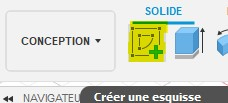 SOLIDE
CONCEPTION
NAVIGATEU
Créer une esquisse